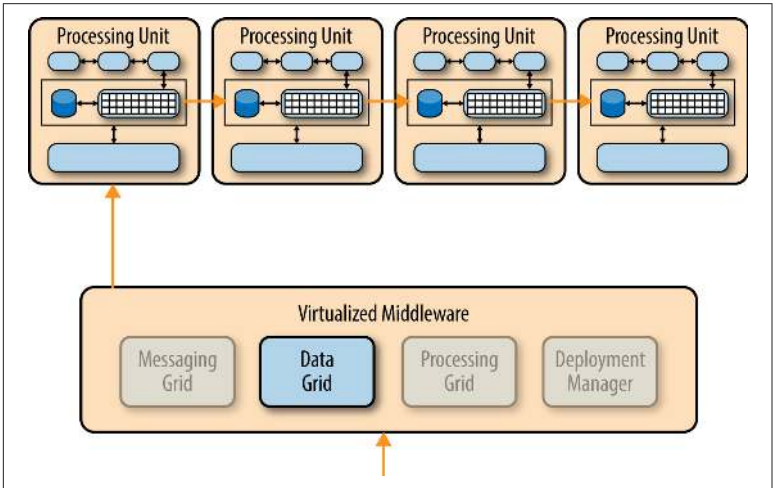 Processing Unit
Processing Unit
Processing Unit
Processing Unit
Virtualized Middleware
Messaging
Grid
Data
Grid
Processing
Grid
Deployment
Manager